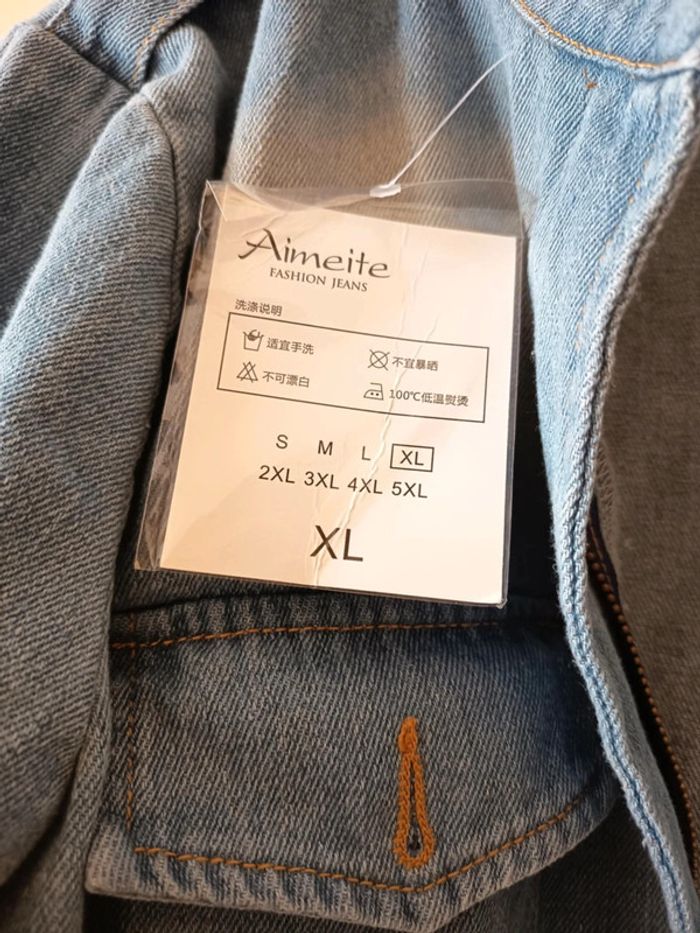 Aimeite
FASHION JEANS
洗涤说明
适宜手洗 不宜暴晒
不可漂白 100℃低温熨烫
S M L XL
2XL 3XL 4XL 5XL
XL